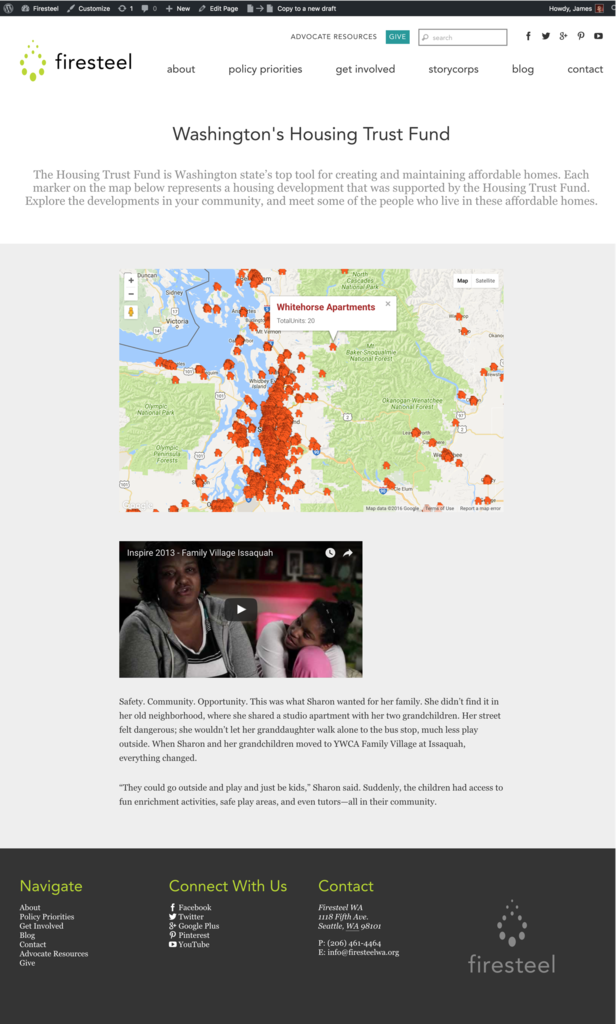 Firesteel Customize 1 0 New Edit Page Copy to a new draft Howdy, James
ADVOCATE RESOURCES GIVE search
firesteel
about policy priorities get involved storycorps blog contact
Washington's Housing Trust Fund
The Housing Trust Fund is Washington state's top tool for creating and maintaining affordable homes. Each
marker on the map below represents a housing development that was supported by the Housing Trust Fund.
Explore the developments in your community, and meet some of the people who live in these affordable homes.
Duncan
Sidney
Victoria
North
Cascades
National Park
Map Satellite
Whitehorse Apartments
TotalUnits: 20
Mt Vernon
Mt
Baker-Snoqualmie
National Forest
Whidbey
Island
Olympic
National Park
Okanogan Wenatchee
National Forest
Olympic
Peninsula
Forests
Cle Elum
Map data ©2016 Google Terms of Use Report a map error
Inspire 2013 - Family Village Issaquah
Safety. Community. Opportunity. This was what Sharon wanted for her family. She didn't find it in
her old neighborhood, where she shared a studio apartment with her two grandchildren. Her street
felt dangerous; she wouldn't let her granddaughter walk alone to the bus stop, much less play
outside. When Sharon and her grandchildren moved to YWCA Family Village at Issaquah,
everything changed.
"They could go outside and play and just be kids," Sharon said. Suddenly, the children had access to
fun enrichment activities, safe play areas, and even tutors—all in their community.
Navigate
About
Policy Priorities
Get Involved
Blog
Contact
Advocate Resources
Give
Connect With Us
Facebook
Twitter
Google Plus
Pinterest
YouTube
Contact
Firesteel WA
1118 Fifth Ave.
Seattle, WA 98101
P: (206) 461-4464
E: info@firesteelwa.org
firesteel